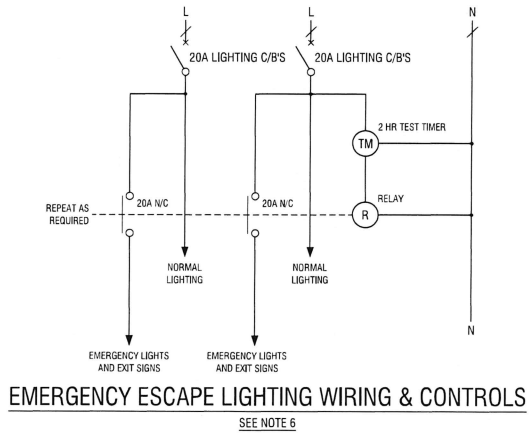 L
L
N
20A LIGHTING C/B'S
20A LIGHTING C/B'S
2 HR TEST TIMER
TM
20A N/C
20A N/C
RELAY
R
REPEAT AS
REQUIRED
NORMAL
LIGHTING
NORMAL
LIGHTING
N
EMERGENCY LIGHTS
AND EXIT SIGNS
EMERGENCY LIGHTS
AND EXIT SIGNS
EMERGENCY ESCAPE LIGHTING WIRING & CONTROLS
SEE NOTE 6